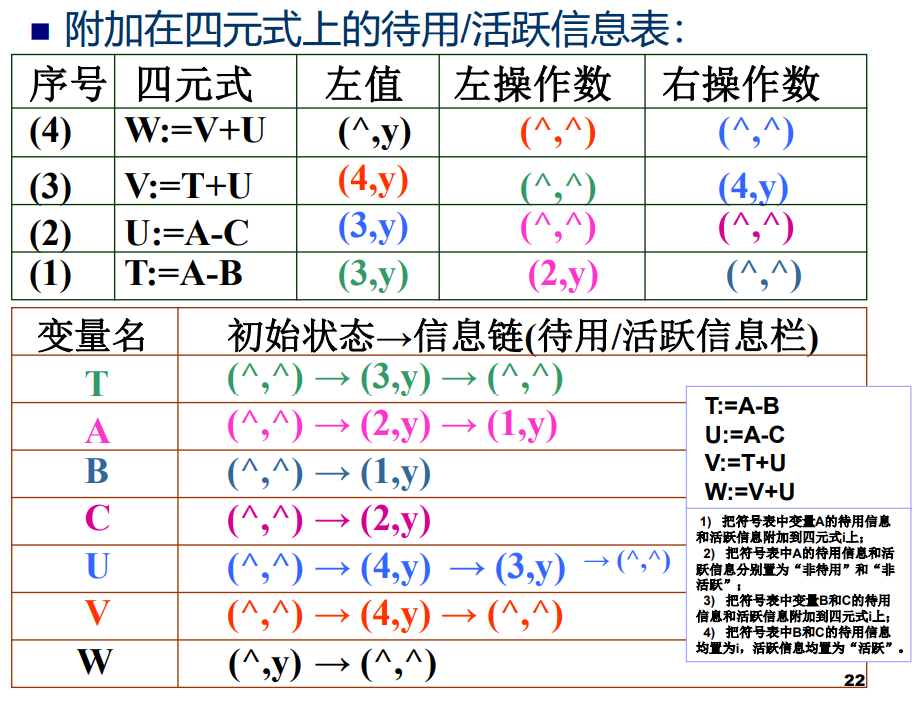 ■ 附加在四元式上的待用/活跃信息表：
序号 四元式 左值 左操作数 右操作数
(4) W:=V+U (^,y) (^,^) (^,^)
(3) V:=T+U (4,y) (^,^) (4,y)
(2) U:=A-C (3,y) (^,^) (^,^)
(1) T:=A-B (3,y) (2,y) (^,^)
变量名 初始状态→信息链(待用/活跃信息栏)
T (^,^) → (3,y) → (^,^)
A (^,^) → (2,y) → (1,y)
B (^,^) → (1,y)
C (^,^) → (2,y)
U (^,^) → (4,y) → (3,y) → (^,^)
V (^,^) → (4,y) → (^,^)
W (^,y) → (^,^)
T:=A-B
U:=A-C
V:=T+U
W:=V+U
1) 把符号表中变量A的待用信息
和活跃信息附加到四元式i上；
2) 把符号表中A的待用信息和活
跃信息分别置为“非待用”和“非
活跃”；
3) 把符号表中变量B和C的待用
信息和活跃信息附加到四元式i上；
4) 把符号表中B和C的待用信息
均置为i，活跃信息均置为“活跃”。
22